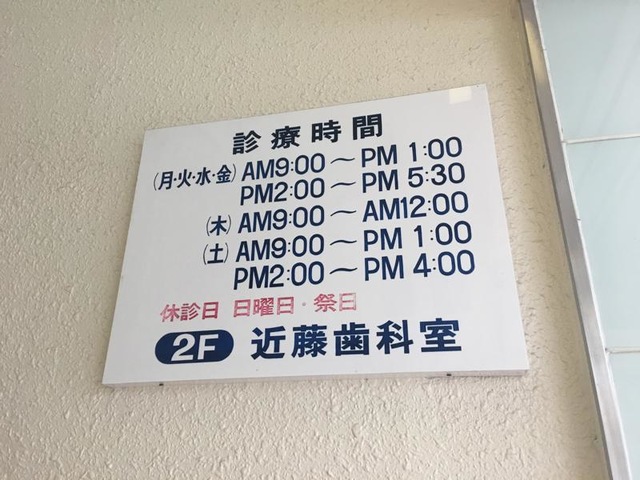 診療時間
(月・火・水・金) AM9:00～PM 1:00
PM2:00～PM 5:30
(木) AM9:00～AM12:00
(土) AM9:00～PM 1:00
PM2:00～PM 4:00
休診日 日曜日・祭日
2F 近藤歯科室